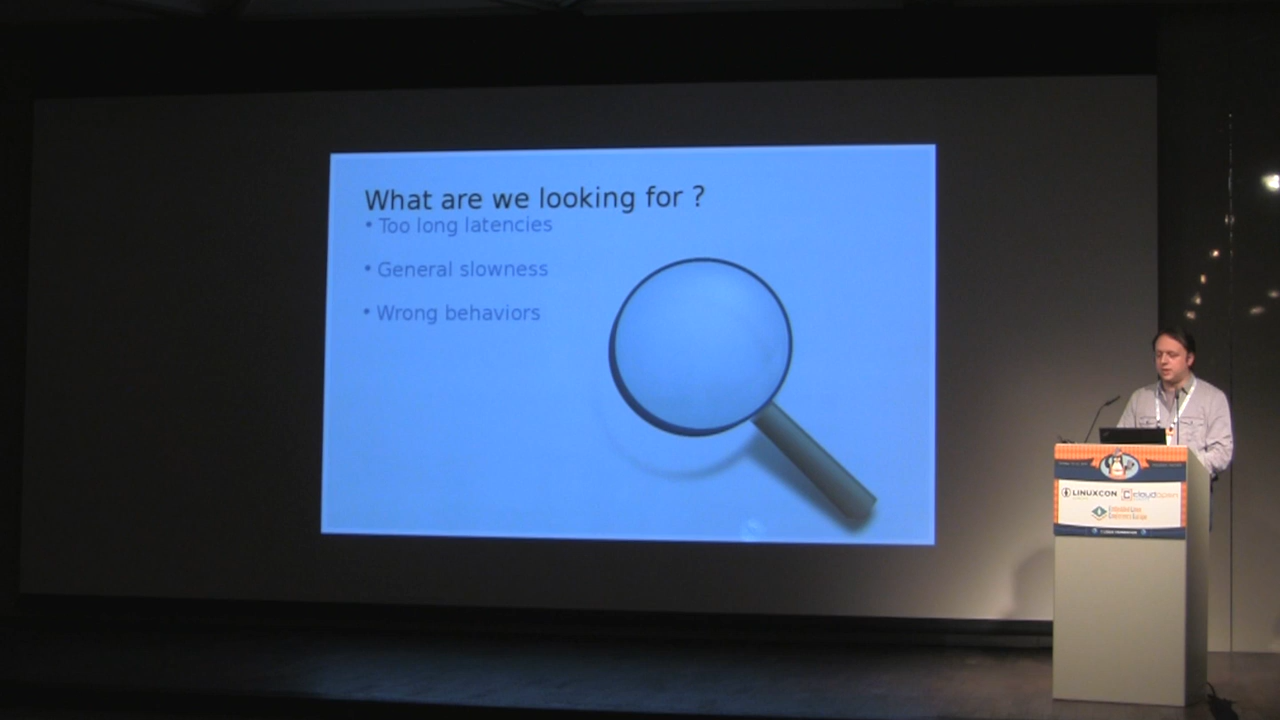 What are we looking for ?
• Too long latencies
• General slowness
• Wrong behaviors
LINUXCON
cloudopen